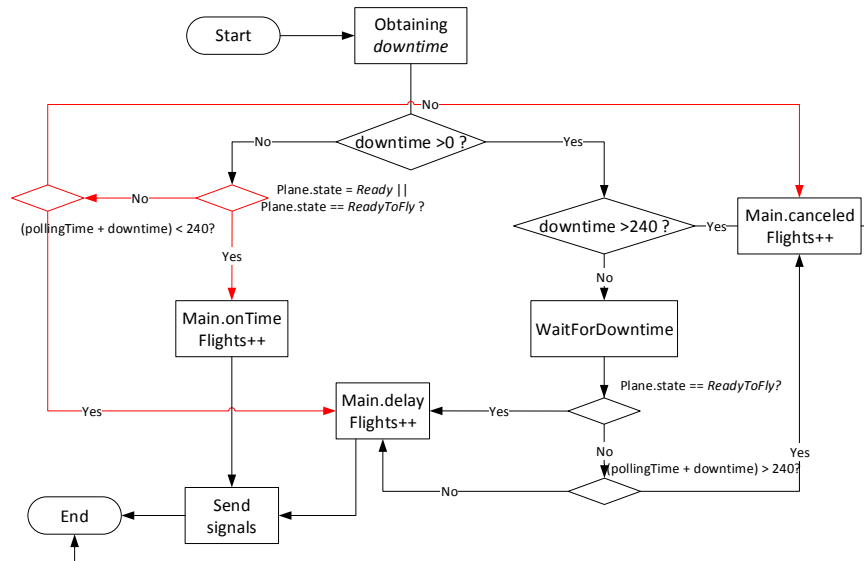 Start
Obtaining
downtime
No
downtime >0 ?
No
Yes
Plane.state = Ready ||
Plane.state == ReadyToFly ?
No
(pollingTime + downtime) < 240?
Yes
downtime >240 ?
Yes
Main.canceled
Flights++
No
Main.onTime
Flights++
WaitForDowntime
Plane.state == ReadyToFly?
Yes
Main.delay
Flights++
Yes
No
Yes
(pollingTime + downtime) > 240?
No
Send
signals
End